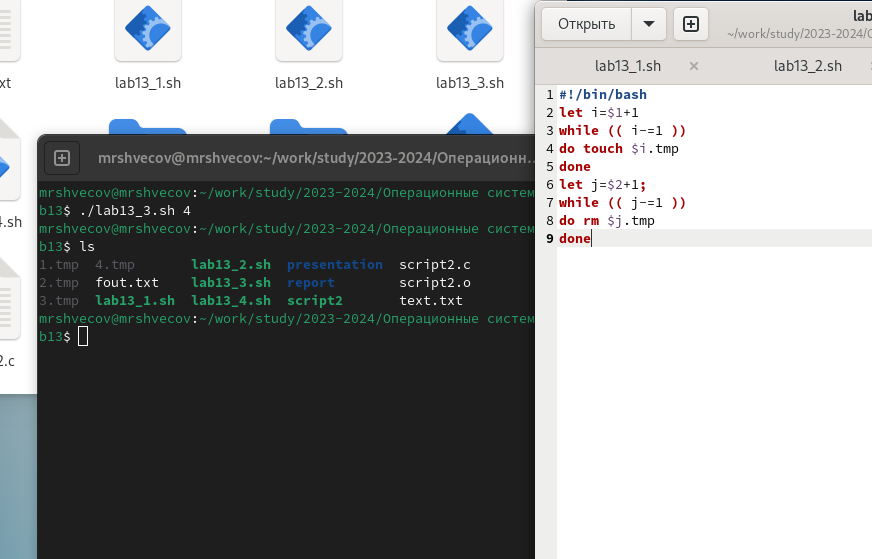 xt
lab13_1.sh
lab13_2.sh
lab13_3.sh
4.sh
2.c
mrshvecov@mrshvecov:~/work/study/2023-2024/Операционн...
mrshvecov@mrshvecov:~/work/study/2023-2024/Операционные систем
b13$ ./lab13_3.sh 4
mrshvecov@mrshvecov:~/work/study/2023-2024/Операционные систем
b13$ ls
1.tmp 4.tmp lab13_2.sh presentation script2.c
2.tmp fout.txt lab13_3.sh report script2.o
3.tmp lab13_1.sh lab13_4.sh script2 text.txt
mrshvecov@mrshvecov:~/work/study/2023-2024/Операционные систем
b13$
Открыть
lab
~/work/study/2023-2024/О
lab13_1.sh ×
lab13_2.sh
1 #!/bin/bash
2 let i=$1+1
3 while (( i-=1 ))
4 do touch $i.tmp
5 done
6 let j=$2+1;
7 while (( j-=1 ))
8 do rm $j.tmp
9 done